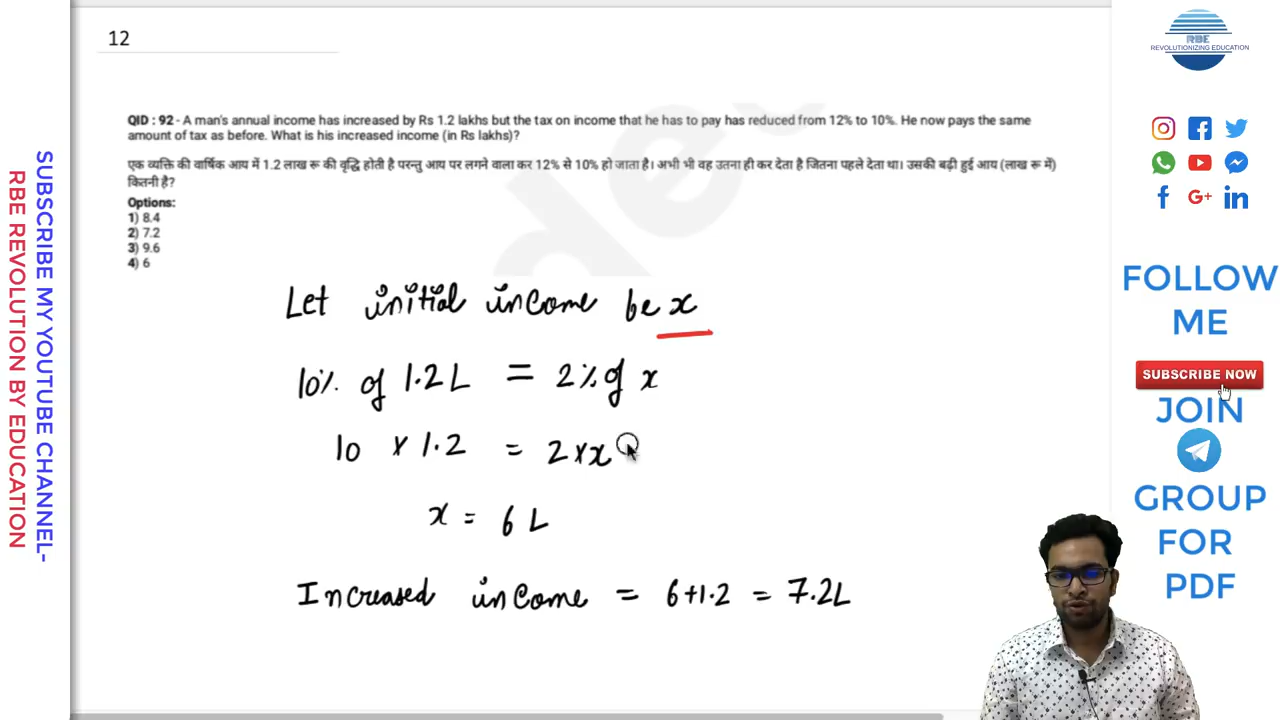 12
QID : 92 - A man's annual income has increased by Rs 1.2 lakhs but the tax on income that he has to pay has reduced from 12% to 10%. He now pays the same
amount of tax as before. What is his increased income (in Rs lakhs)?
एक व्यक्ति की वार्षिक आय में 1.2 लाख रू की वृद्धि होती है परन्तु आय पर लगने वाला कर 12% से 10% हो जाता है। अभी भी वह उतना ही कर देता है जितना पहले देता था। उसकी बढ़ी हुई आय (लाख रू में)
कितनी है?
Options:
1) 8.4
2) 7.2
3) 9.6
4) 6
Let initial income be x
10% of 1.2 L = 2% of x
10 × 1.2 = 2 × x
x = 6 L
Increased income = 6+1.2 = 7.2L
SUBSCRIBE MY YOUTUBE CHANNEL-
RBE REVOLUTION BY EDUCATION
RBE
REVOLUTIONIZING EDUCATION
FOLLOW
ME
SUBSCRIBE NOW
JOIN
GROUP
FOR
PDF